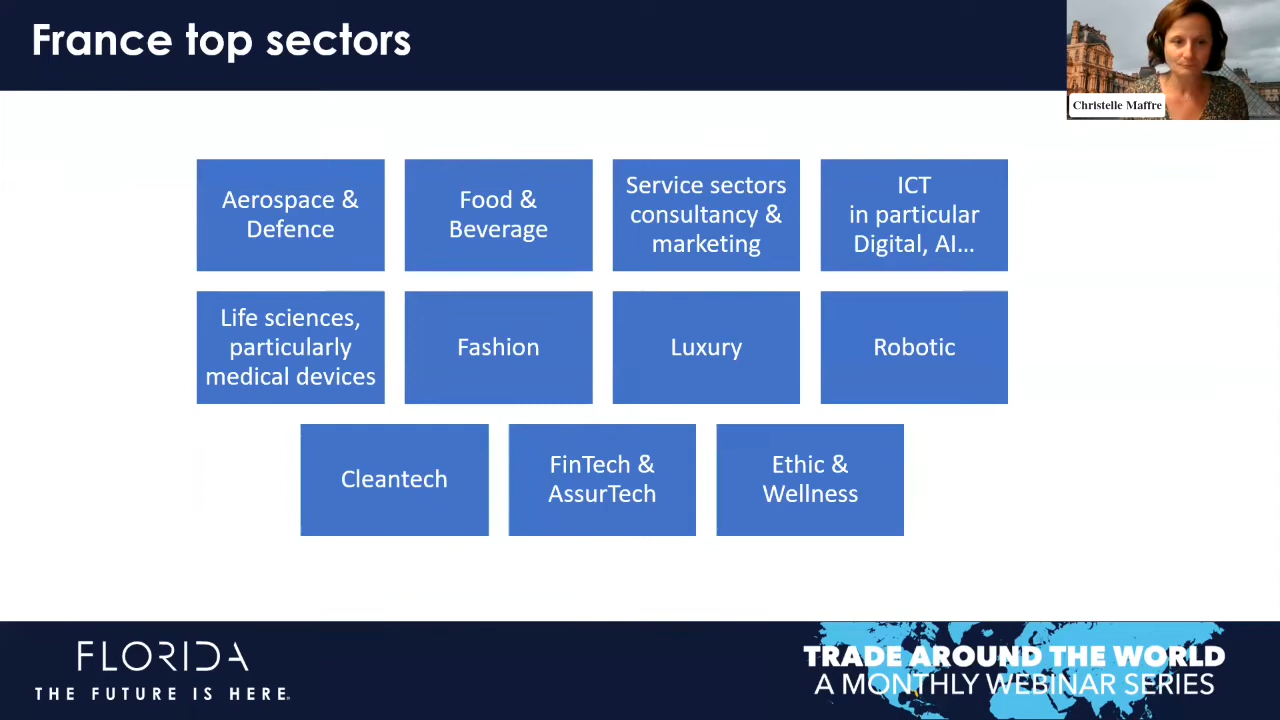 France top sectors
Christelle Maffre
Aerospace &
Defence
Food &
Beverage
Service sectors
consultancy &
marketing
ICT
in particular
Digital, AI...
Life sciences,
particularly
medical devices
Fashion
Luxury
Robotic
Cleantech
FinTech &
AssurTech
Ethic &
Wellness
FLORIDA
THE FUTURE IS HERE.
TRADE AROUND THE WORLD
A MONTHLY WEBINAR SERIES